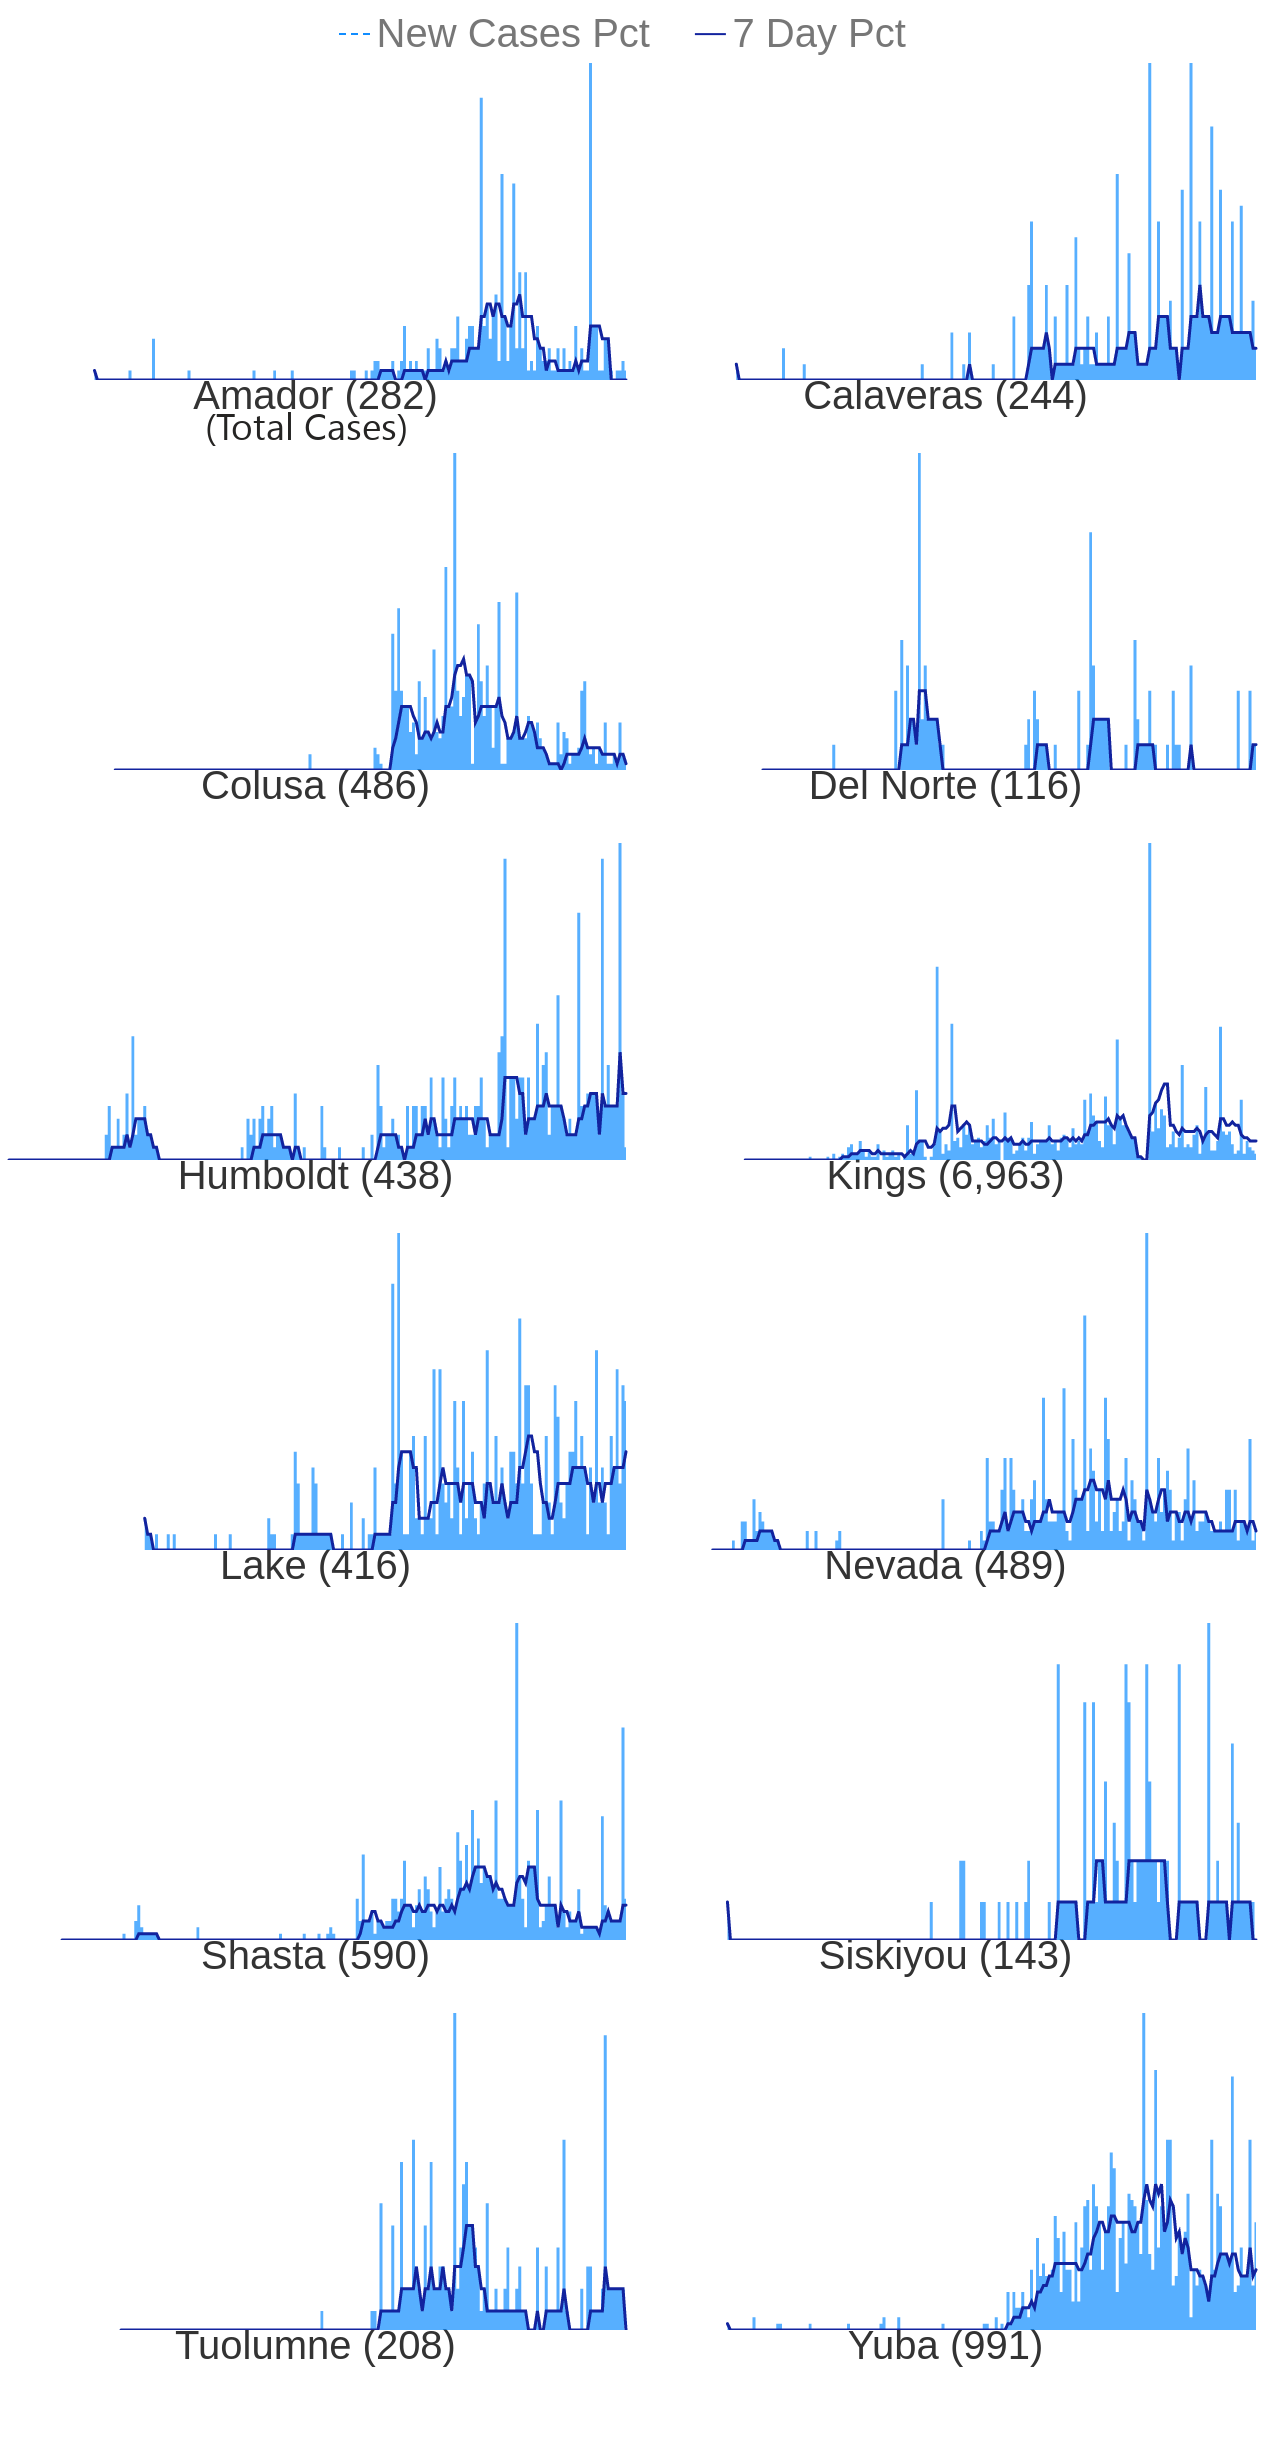 New Cases Pct 7 Day Pct
Amador (282) Calaveras (244)
(Total Cases)
Colusa (486) Del Norte (116)
Humboldt (438) Kings (6,963)
Lake (416) Nevada (489)
Shasta (590) Siskiyou (143)
Tuolumne (208) Yuba (991)